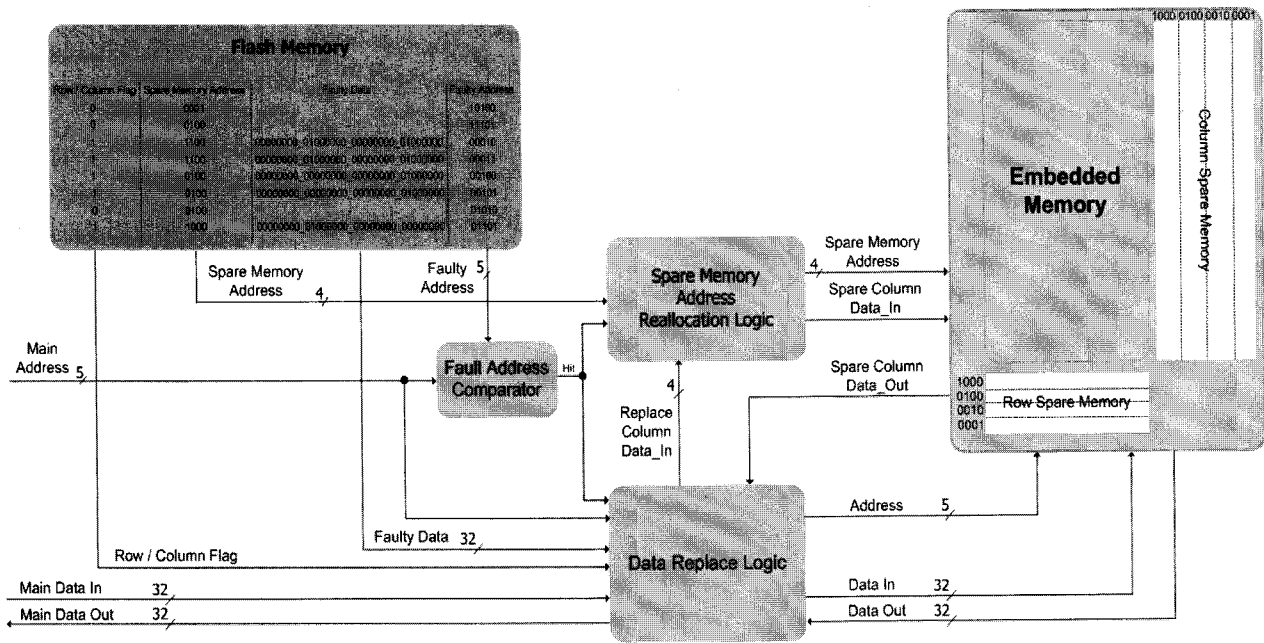 Flash Memory
Row / Column Flag Spare Memory Address Faulty Data Faulty Address
0 0001 10100
0 0100 11101
1 1100 00000000_01000000_00000000_01000000 00010
1 1100 00000000_01000000_00000000_01000000 00011
1 0100 00000000_00000000_00000000_01000000 00100
1 0100 00000000_00000000_00000000_01000000 00101
0 0100 01010
1 1000 00000000_01000000_00000000_00000000 01101
1000 0100 0010 0001
Column Spare Memory
Embedded
Memory
1000
0100
0010
0001
Row Spare Memory
Spare Memory
Address
4
Faulty
Address
5
Spare Memory
Address
Reallocation Logic
Spare Memory
Address
4
Spare Column
Data_In
Main
Address
5
Fault Address
Comparator
Hit
4
Replace
Column
Data_In
Spare Column
Data_Out
Address 5
Faulty Data 32
Row / Column Flag
Data Replace Logic
Main Data In 32
Main Data Out 32
Data In 32
Data Out 32